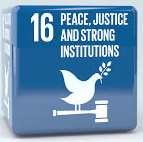 16 PEACE, JUSTICE
AND STRONG
INSTITUTIONS